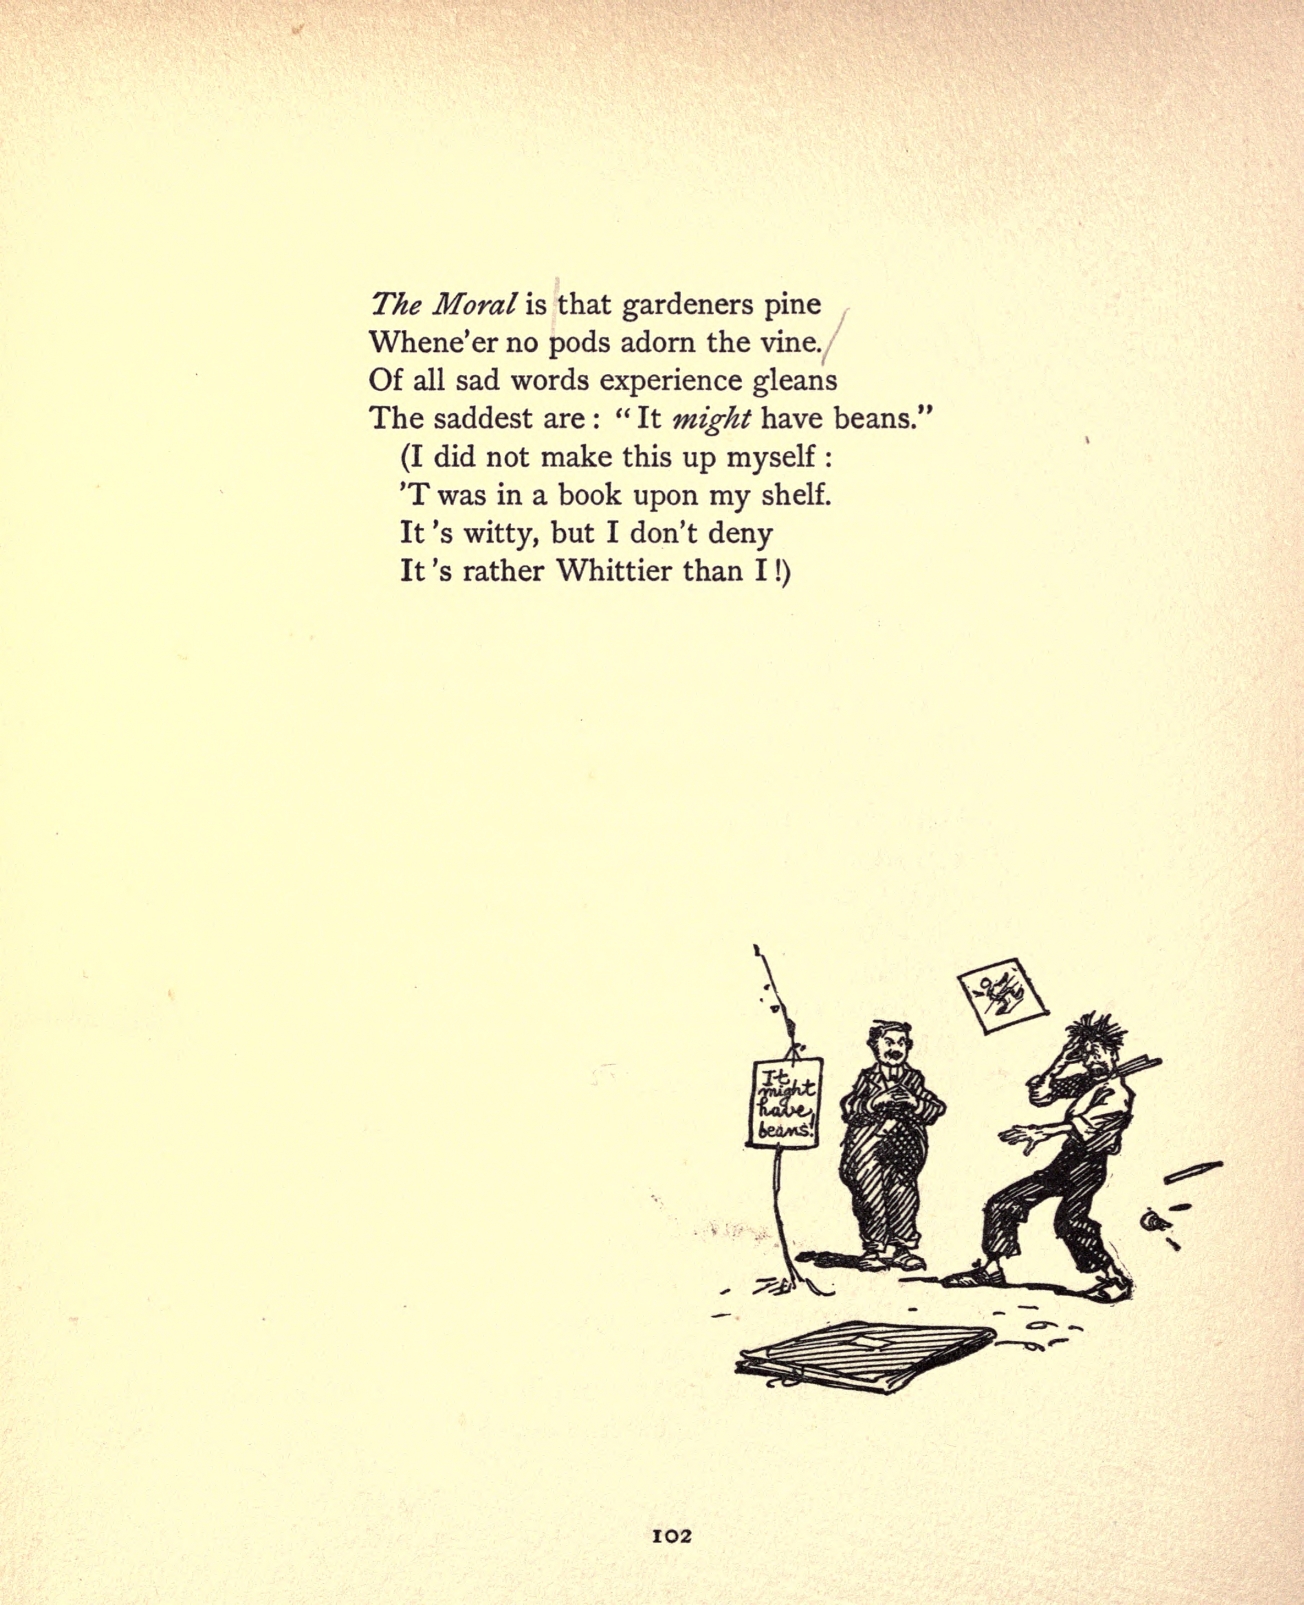 The Moral is that gardeners pine
Whene'er no pods adorn the vine.
Of all sad words experience gleans
The saddest are: “It might have beans.”
(I did not make this up myself:
'T was in a book upon my shelf.
It's witty, but I don't deny
It's rather Whittier than I!)
It
might
have
beans!
102